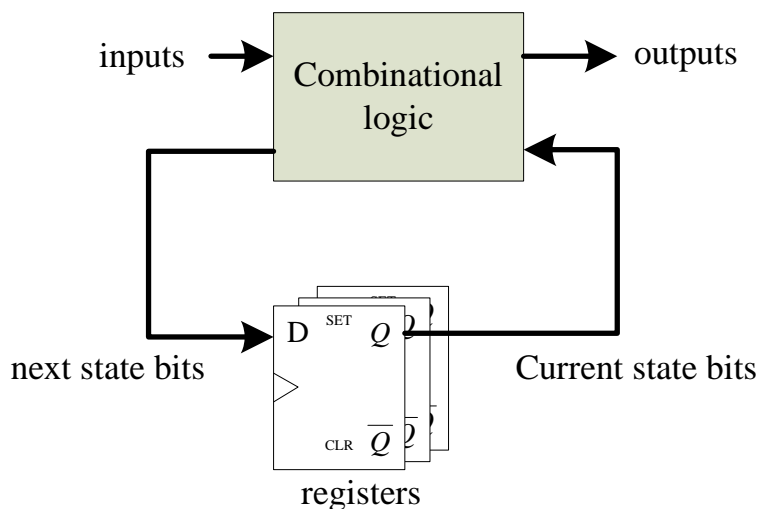 inputs
Combinational
logic
outputs
D
SET
Q
Q
next state bits
Current state bits
CLR
Q̅
Q̅
registers